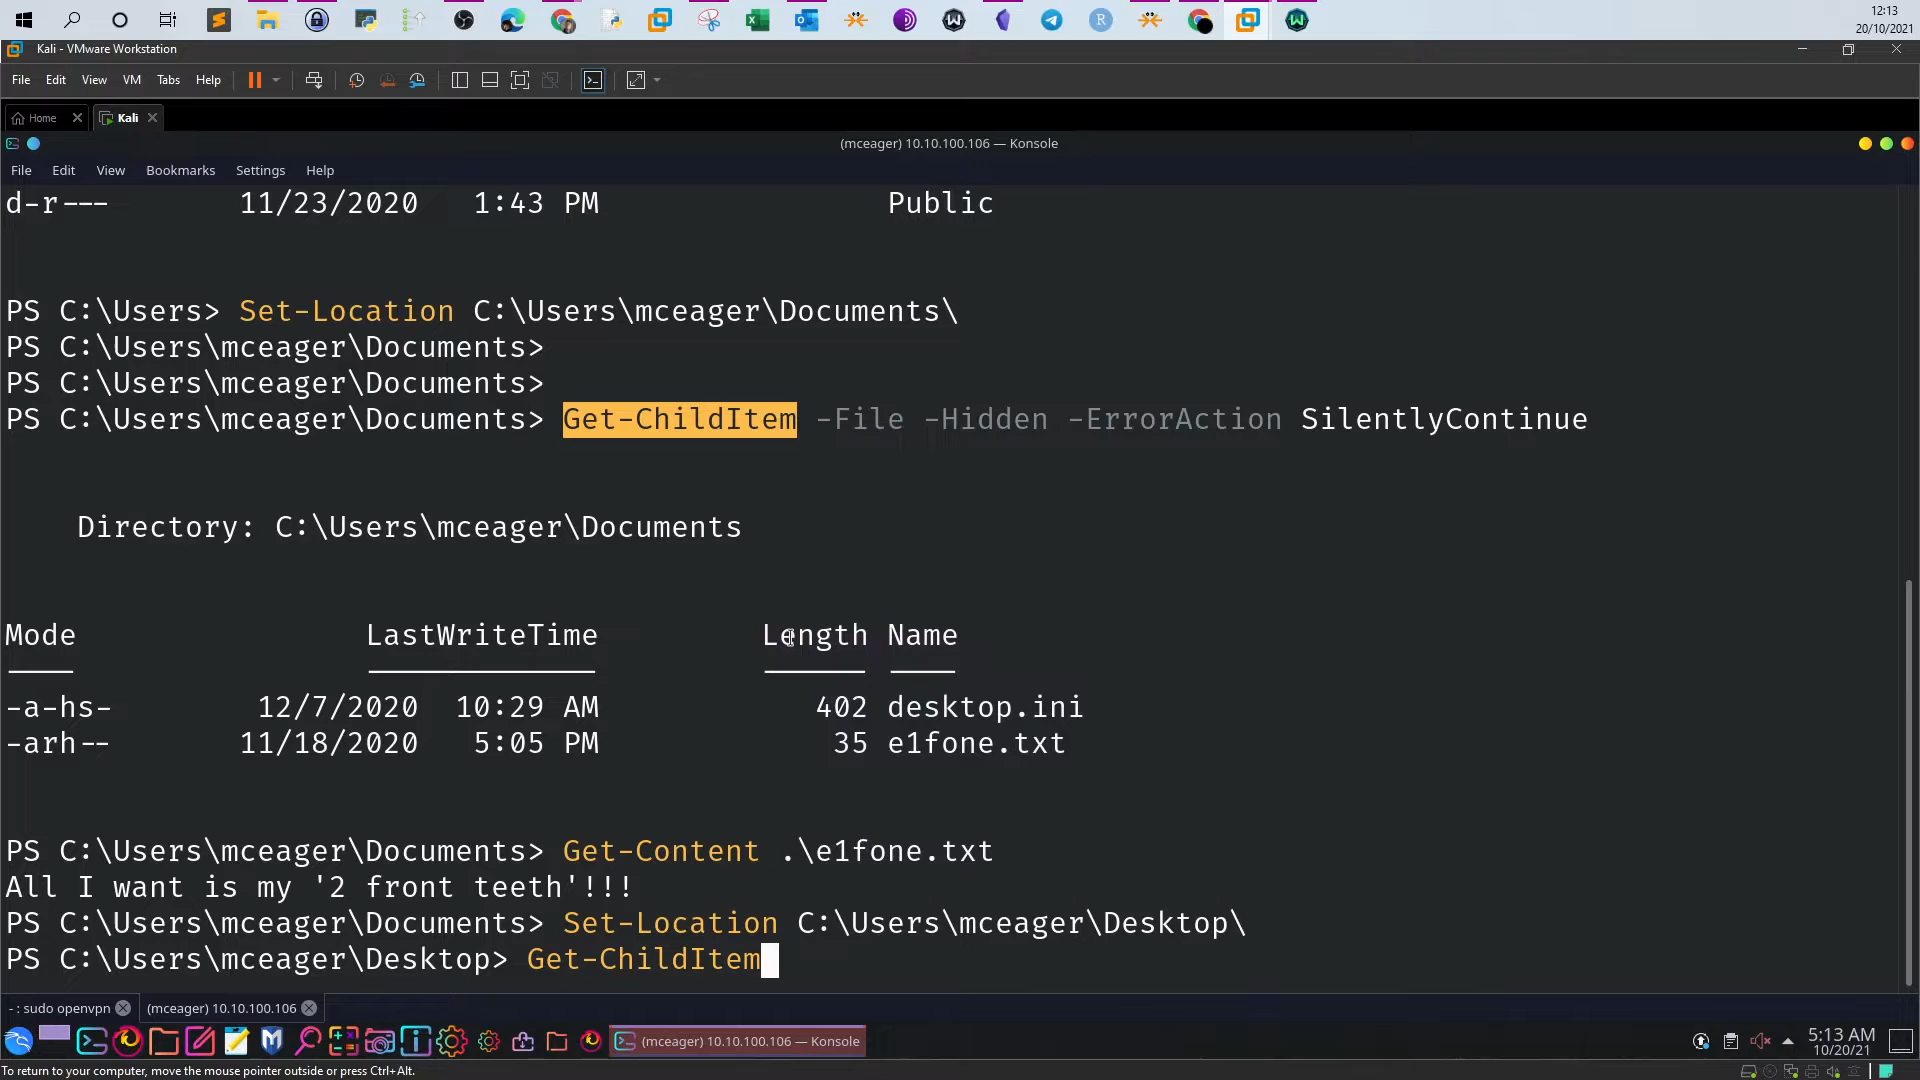 12:13
20/10/2021
Kali - VMware Workstation
File Edit View VM Tabs Help
Home Kali
(mceager) 10.10.100.106 — Konsole
File Edit View Bookmarks Settings Help
d-r--- 11/23/2020 1:43 PM Public
PS C:\Users> Set-Location C:\Users\mceager\Documents\
PS C:\Users\mceager\Documents>
PS C:\Users\mceager\Documents>
PS C:\Users\mceager\Documents> Get-ChildItem -File -Hidden -ErrorAction SilentlyContinue
Directory: C:\Users\mceager\Documents
Mode LastWriteTime Length Name
---- ------------- ------ ----
-a-hs- 12/7/2020 10:29 AM 402 desktop.ini
-arh-- 11/18/2020 5:05 PM 35 e1fone.txt
PS C:\Users\mceager\Documents> Get-Content .\e1fone.txt
All I want is my '2 front teeth'!!!
PS C:\Users\mceager\Documents> Set-Location C:\Users\mceager\Desktop\
PS C:\Users\mceager\Desktop> Get-ChildItem
- : sudo openvpn (mceager) 10.10.100.106
(mceager) 10.10.100.106 — Konsole
5:13 AM
10/20/21
To return to your computer, move the mouse pointer outside or press Ctrl+Alt.